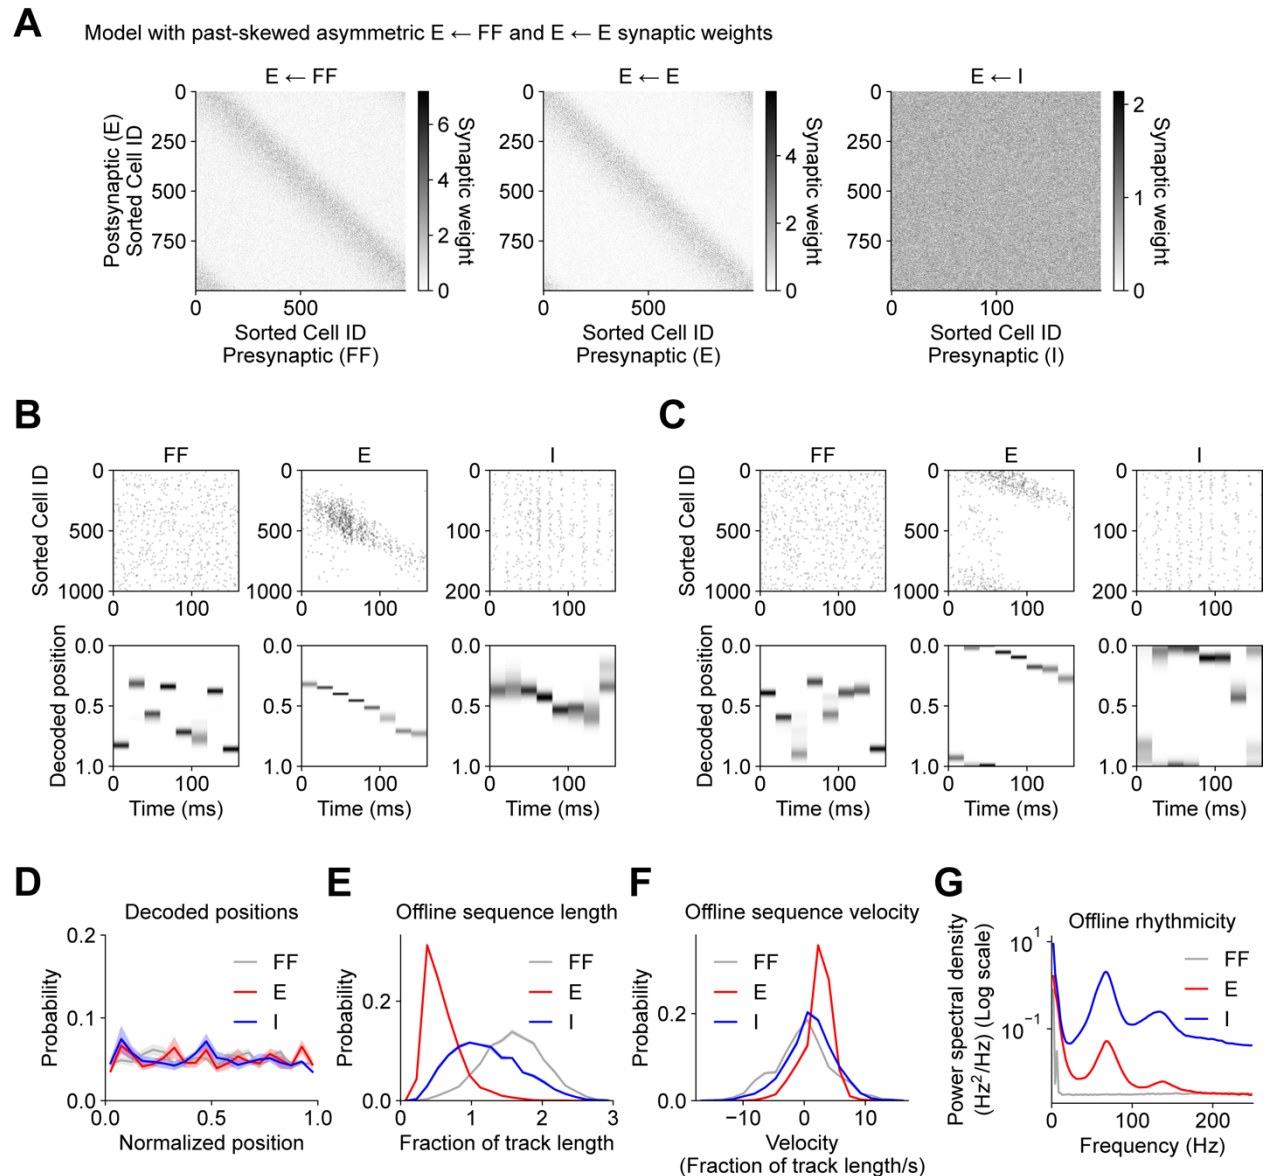 A
Model with past-skewed asymmetric E ← FF and E ← E synaptic weights
E ← FF
E ← E
E ← I
Postsynaptic (E)
Sorted Cell ID
0
250
500
750
0
500
Sorted Cell ID
Presynaptic (FF)
6
4
2
0
Synaptic weight
0
250
500
750
0
500
Sorted Cell ID
Presynaptic (E)
4
2
0
Synaptic weight
0
250
500
750
0
100
Sorted Cell ID
Presynaptic (I)
2
1
0
Synaptic weight
B
FF
E
I
Sorted Cell ID
0
500
1000
0
100
0
500
1000
0
100
0
100
200
0
100
Decoded position
0.0
0.5
1.0
0
100
Time (ms)
0.0
0.5
1.0
0
100
Time (ms)
0.0
0.5
1.0
0
100
Time (ms)
C
FF
E
I
Sorted Cell ID
0
500
1000
0
100
0
500
1000
0
100
0
100
200
0
100
Decoded position
0.0
0.5
1.0
0
100
Time (ms)
0.0
0.5
1.0
0
100
Time (ms)
0.0
0.5
1.0
0
100
Time (ms)
D
Decoded positions
Probability
0.2
0.1
0.0
FF
E
I
0.0
0.5
1.0
Normalized position
E
Offline sequence length
Probability
0.2
0.0
FF
E
I
0
1
2
3
Fraction of track length
F
Offline sequence velocity
Probability
0.2
0.0
FF
E
I
−10
0
10
Velocity
(Fraction of track length/s)
G
Offline rhythmicity
Power spectral density
(Hz²/Hz) (Log scale)
10¹
10⁻¹
FF
E
I
0
100
200
Frequency (Hz)